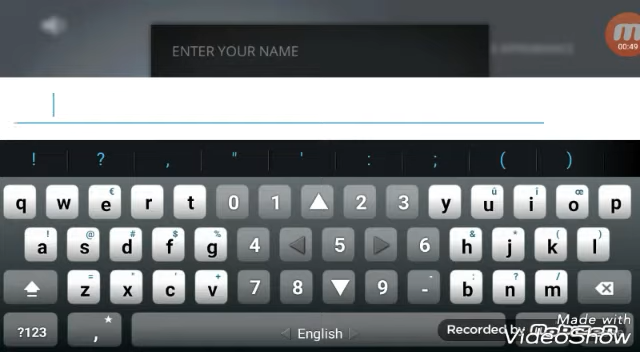 ENTER YOUR NAME
00:49
! ? , " ' : ; ( )
q w e € r t 0 1 2 3 y u û i î o œ p
a ! s @ d # f $ g % 4 5 6 h & j * k ( l )
z = x * c ' v + 7 8 9 - b : n ? m /
?123 , English
Made with
Recorded by
VideoShow